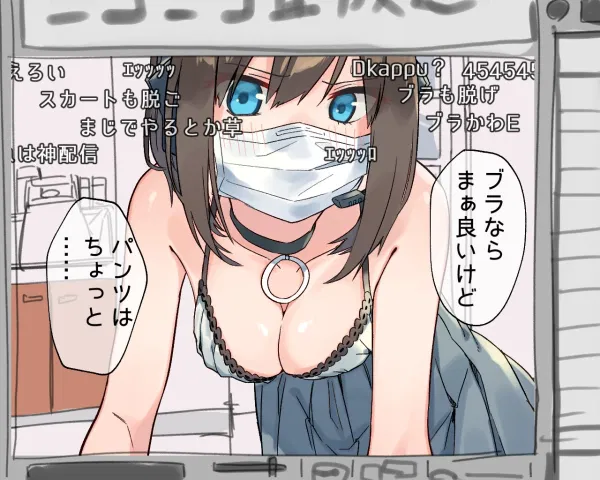 えろい
ｴｯｯｯｯ
Dkappu？
454545
スカートも脱ご
ブラも脱げ
まじでやるとか草
ブラかわE
は神配信
ｴｯｯｯﾛ
ブラなら
まぁ良いけど
パンツは
ちょっと
……